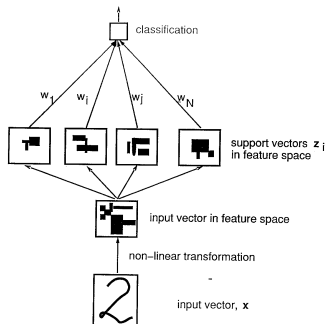 classification
w1 wi wj wN
support vectors zi
in feature space
input vector in feature space
non-linear transformation
2
input vector, x